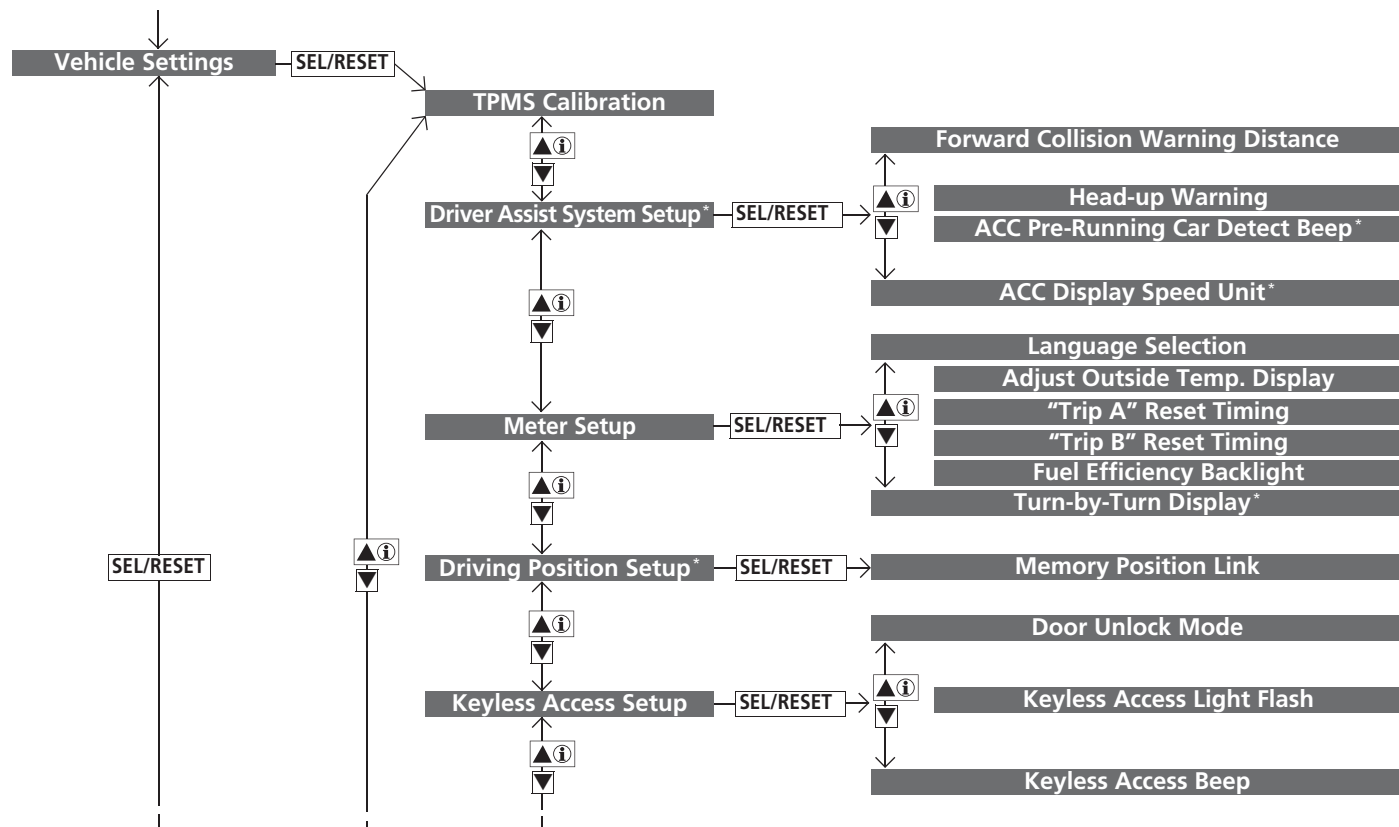 Vehicle Settings
SEL/RESET
TPMS Calibration
Forward Collision Warning Distance
▲ⓘ
▼
Driver Assist System Setup*
SEL/RESET
▲ⓘ
▼
Head-up Warning
ACC Pre-Running Car Detect Beep*
ACC Display Speed Unit*
▲ⓘ
▼
Language Selection
Meter Setup
SEL/RESET
▲ⓘ
▼
Adjust Outside Temp. Display
“Trip A” Reset Timing
“Trip B” Reset Timing
Fuel Efficiency Backlight
Turn-by-Turn Display*
▲ⓘ
▼
SEL/RESET
▲ⓘ
▼
Driving Position Setup*
SEL/RESET
Memory Position Link
▲ⓘ
▼
Door Unlock Mode
Keyless Access Setup
SEL/RESET
▲ⓘ
▼
Keyless Access Light Flash
Keyless Access Beep
▲ⓘ
▼